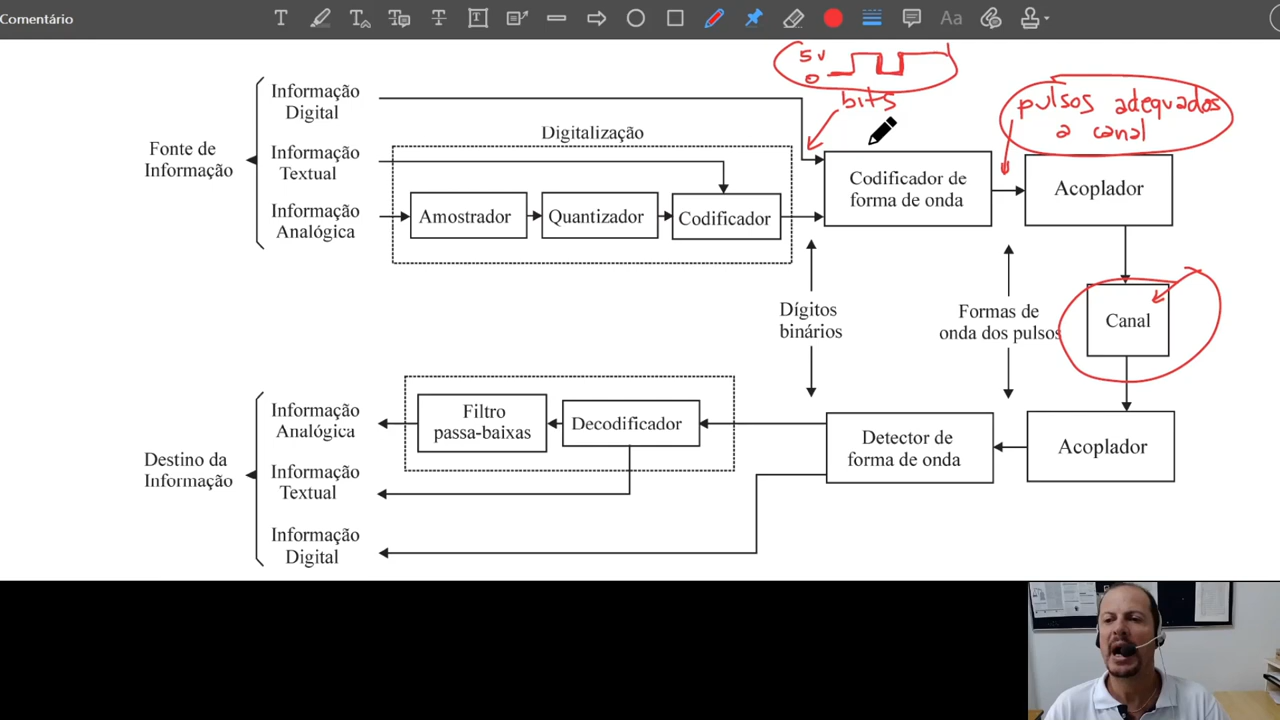 Comentário
5v
0
bits
pulsos adequados
a canal
Informação
Digital
Digitalização
Fonte de
Informação
Informação
Textual
Informação
Analógica
Amostrador
Quantizador
Codificador
Codificador de
forma de onda
Acoplador
Dígitos
binários
Formas de
onda dos pulsos
Canal
Destino da
Informação
Informação
Analógica
Filtro
passa-baixas
Decodificador
Detector de
forma de onda
Acoplador
Informação
Textual
Informação
Digital